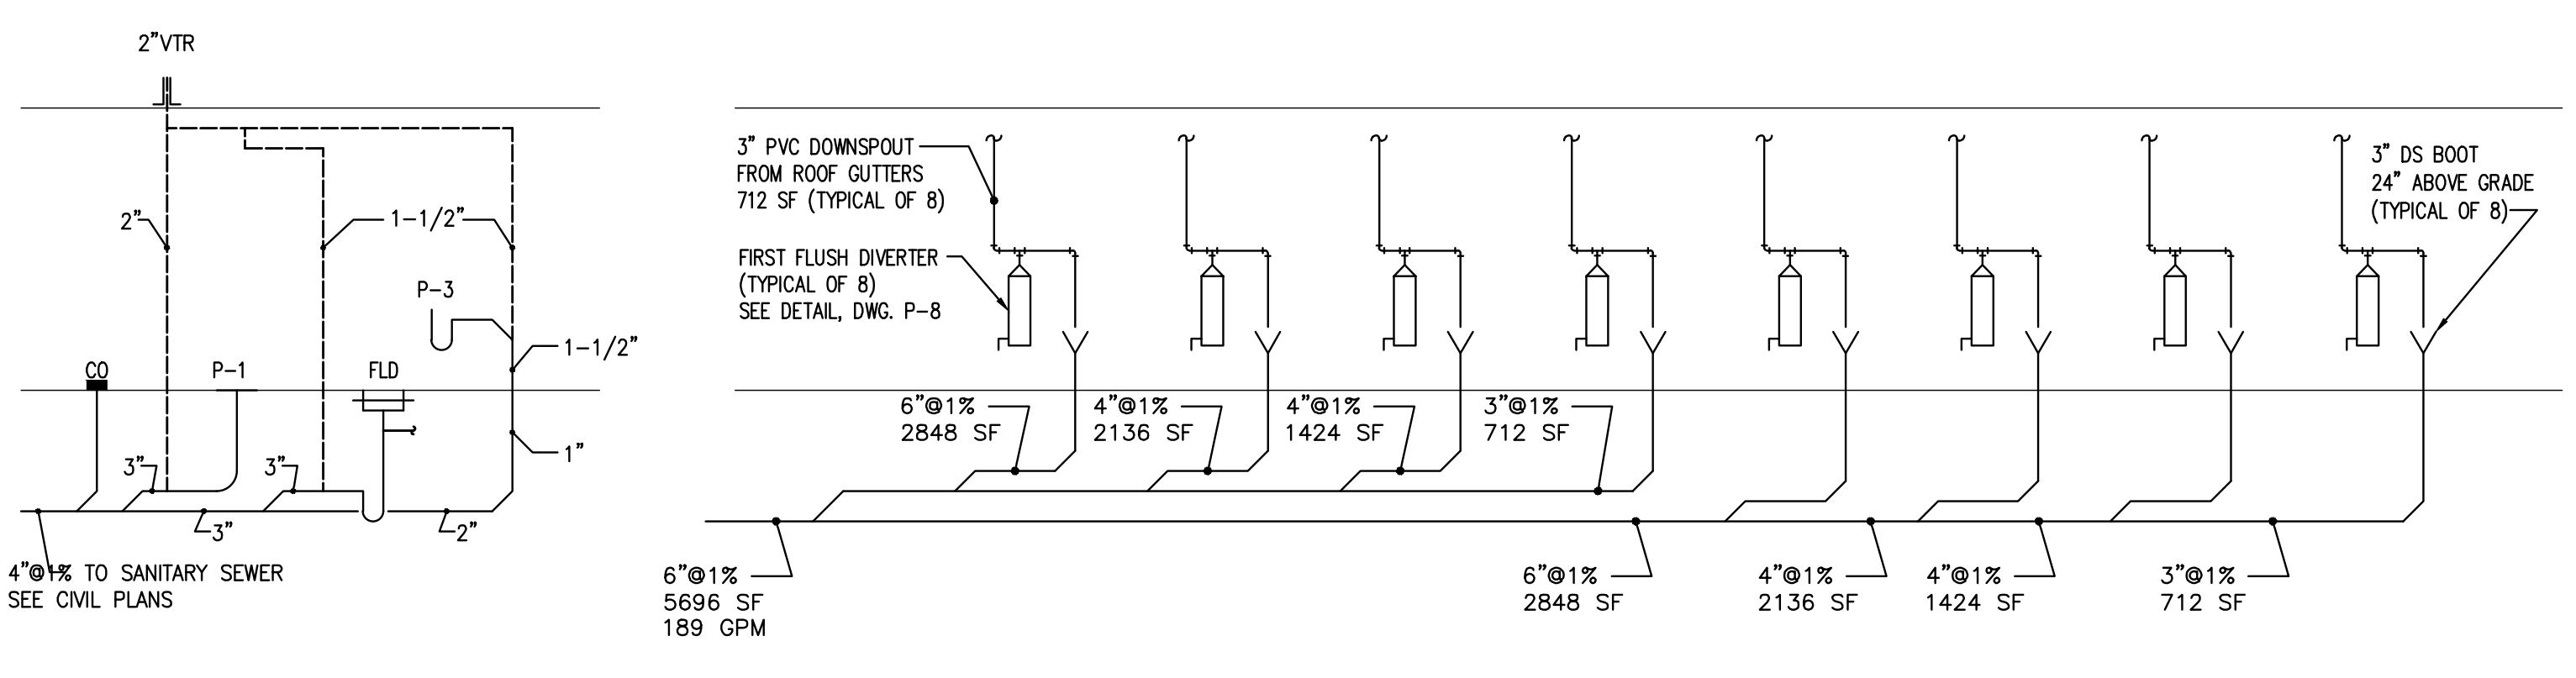 2”VTR
2”
1-1/2”
P-3
1-1/2”
CO
P-1
FLD
1”
3”
3”
3”
2”
4”@1% TO SANITARY SEWER
SEE CIVIL PLANS
3” PVC DOWNSPOUT
FROM ROOF GUTTERS
712 SF (TYPICAL OF 8)
FIRST FLUSH DIVERTER
(TYPICAL OF 8)
SEE DETAIL, DWG. P-8
3” DS BOOT
24” ABOVE GRADE
(TYPICAL OF 8)
6”@1%
2848 SF
4”@1%
2136 SF
4”@1%
1424 SF
3”@1%
712 SF
6”@1%
5696 SF
189 GPM
6”@1%
2848 SF
4”@1%
2136 SF
4”@1%
1424 SF
3”@1%
712 SF